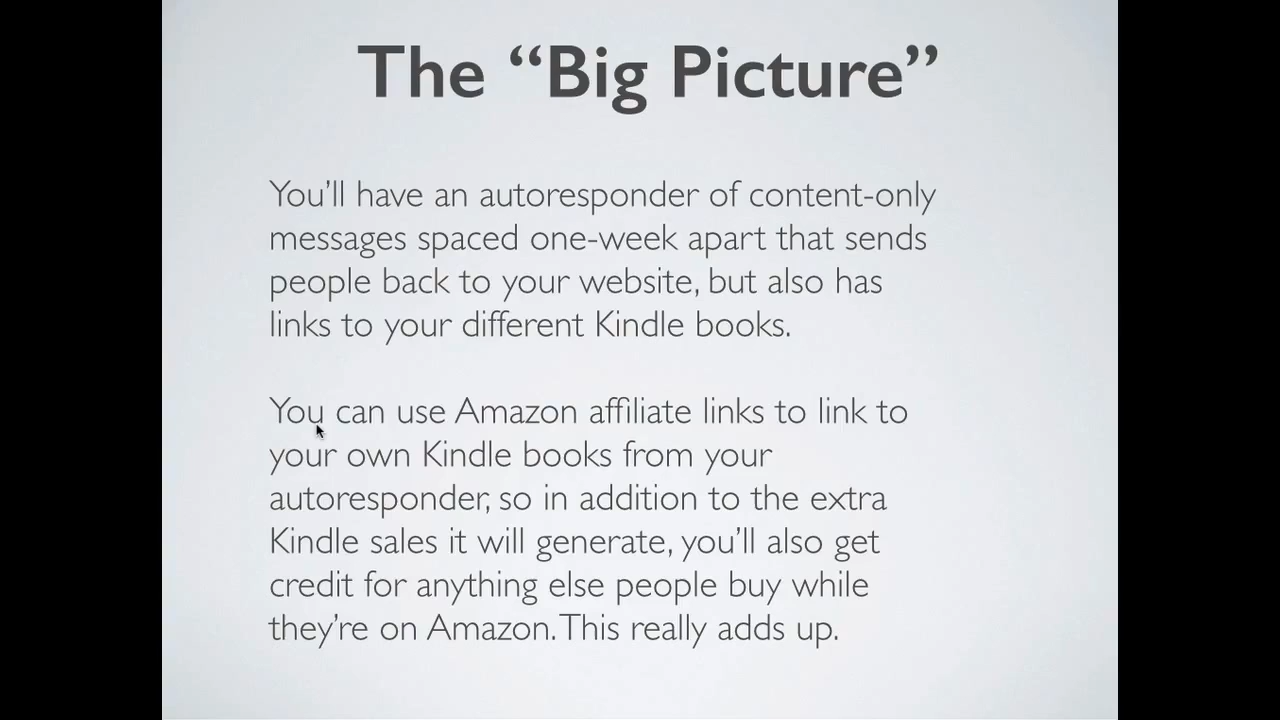 The “Big Picture”
You’ll have an autoresponder of content-only
messages spaced one-week apart that sends
people back to your website, but also has
links to your different Kindle books.
You can use Amazon affiliate links to link to
your own Kindle books from your
autoresponder, so in addition to the extra
Kindle sales it will generate, you’ll also get
credit for anything else people buy while
they’re on Amazon. This really adds up.